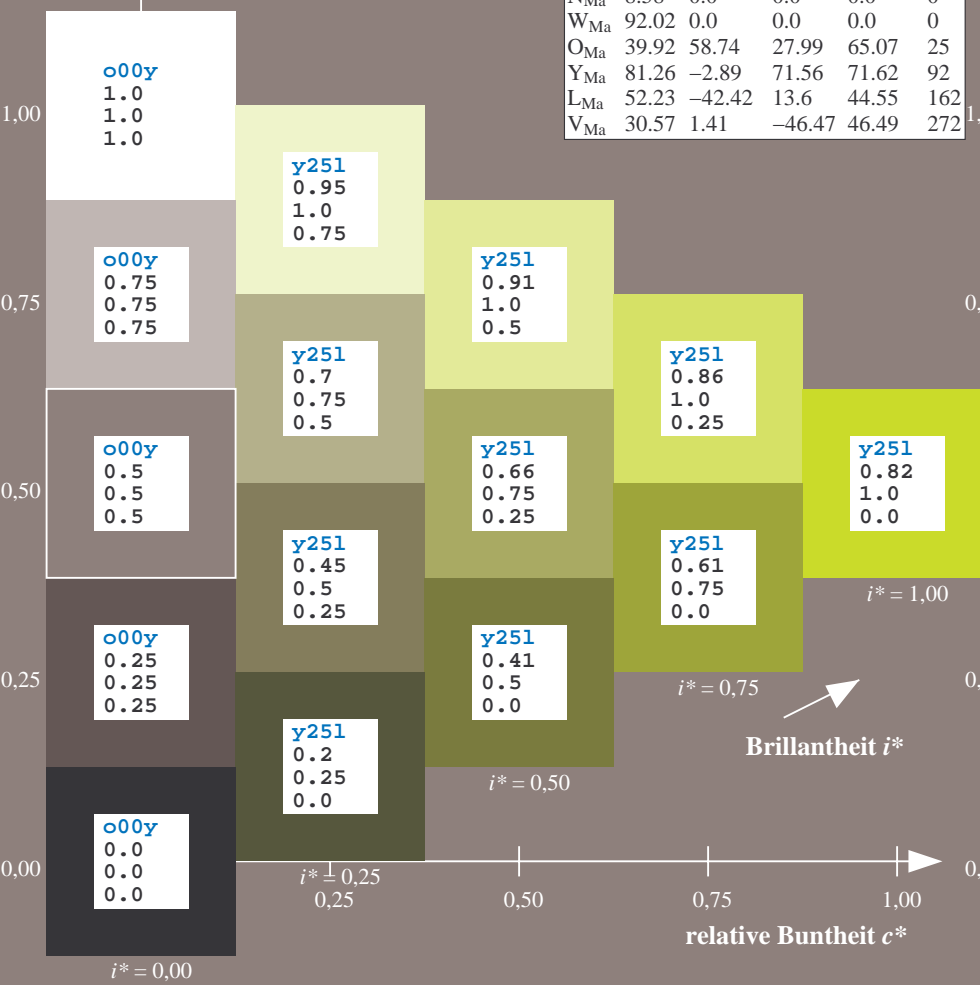 W Ma 92.02 0.0 0.0 0.0 0
O Ma 39.92 58.74 27.99 65.07 25
Y Ma 81.26 −2.89 71.56 71.62 92
L Ma 52.23 −42.42 13.6 44.55 162
V Ma 30.57 1.41 −46.47 46.49 272
1,00
0,75
0,50
0,25
0,00
o00y
1.0
1.0
1.0
o00y
0.75
0.75
0.75
o00y
0.5
0.5
0.5
o00y
0.25
0.25
0.25
o00y
0.0
0.0
0.0
i* = 0,00
y25l
0.95
1.0
0.75
y25l
0.7
0.75
0.5
y25l
0.45
0.5
0.25
y25l
0.2
0.25
0.0
i* = 0,25
y25l
0.91
1.0
0.5
y25l
0.66
0.75
0.25
y25l
0.41
0.5
0.0
i* = 0,50
y25l
0.86
1.0
0.25
y25l
0.61
0.75
0.0
i* = 0,75
y25l
0.82
1.0
0.0
i* = 1,00
Brillantheit i*
0,25 0,50 0,75 1,00
relative Buntheit c*